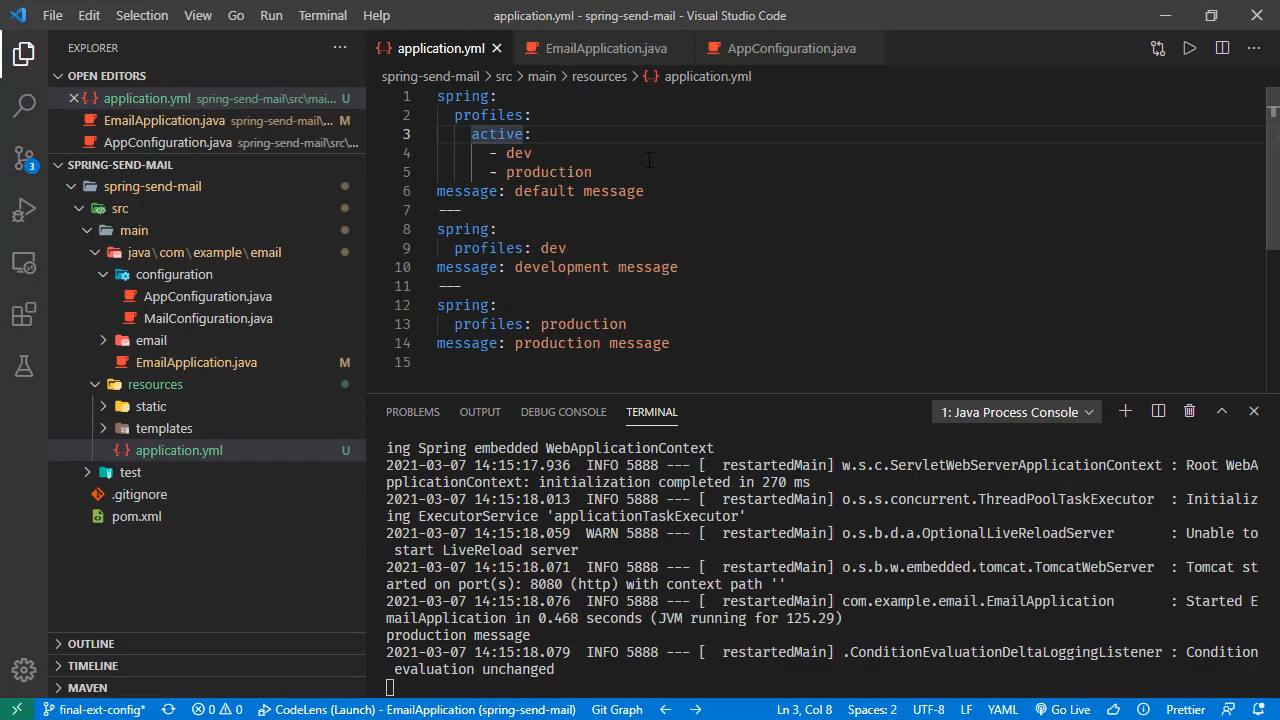 File Edit Selection View Go Run Terminal Help
application.yml - spring-send-mail - Visual Studio Code
EXPLORER
OPEN EDITORS
application.yml spring-send-mail\src\mai... U
EmailApplication.java spring-send-mail\... M
AppConfiguration.java spring-send-mail\src\...
SPRING-SEND-MAIL
spring-send-mail
src
main
java\com\example\email
configuration
AppConfiguration.java
MailConfiguration.java
email
EmailApplication.java M
resources
static
templates
application.yml U
test
.gitignore
pom.xml
OUTLINE
TIMELINE
MAVEN
3
application.yml EmailApplication.java AppConfiguration.java
spring-send-mail > src > main > resources > application.yml
1 spring:
2 profiles:
3 active:
4 - dev
5 - production
6 message: default message
7 ---
8 spring:
9 profiles: dev
10 message: development message
11 ---
12 spring:
13 profiles: production
14 message: production message
15
PROBLEMS OUTPUT DEBUG CONSOLE TERMINAL 1: Java Process Console
ing Spring embedded WebApplicationContext
2021-03-07 14:15:17.936 INFO 5888 --- [ restartedMain] w.s.c.ServletWebServerApplicationContext : Root WebA
pplicationContext: initialization completed in 270 ms
2021-03-07 14:15:18.013 INFO 5888 --- [ restartedMain] o.s.s.concurrent.ThreadPoolTaskExecutor : Initializ
ing ExecutorService 'applicationTaskExecutor'
2021-03-07 14:15:18.059 WARN 5888 --- [ restartedMain] o.s.b.d.a.OptionalLiveReloadServer : Unable to
start LiveReload server
2021-03-07 14:15:18.071 INFO 5888 --- [ restartedMain] o.s.b.w.embedded.tomcat.TomcatWebServer : Tomcat st
arted on port(s): 8080 (http) with context path ''
2021-03-07 14:15:18.076 INFO 5888 --- [ restartedMain] com.example.email.EmailApplication : Started E
mailApplication in 0.468 seconds (JVM running for 125.29)
production message
2021-03-07 14:15:18.079 INFO 5888 --- [ restartedMain] .ConditionEvaluationDeltaLoggingListener : Condition
evaluation unchanged
final-ext-config* 0 0 CodeLens (Launch) - EmailApplication (spring-send-mail) Git Graph Ln 3, Col 8 Spaces: 2 UTF-8 LF YAML Go Live Prettier